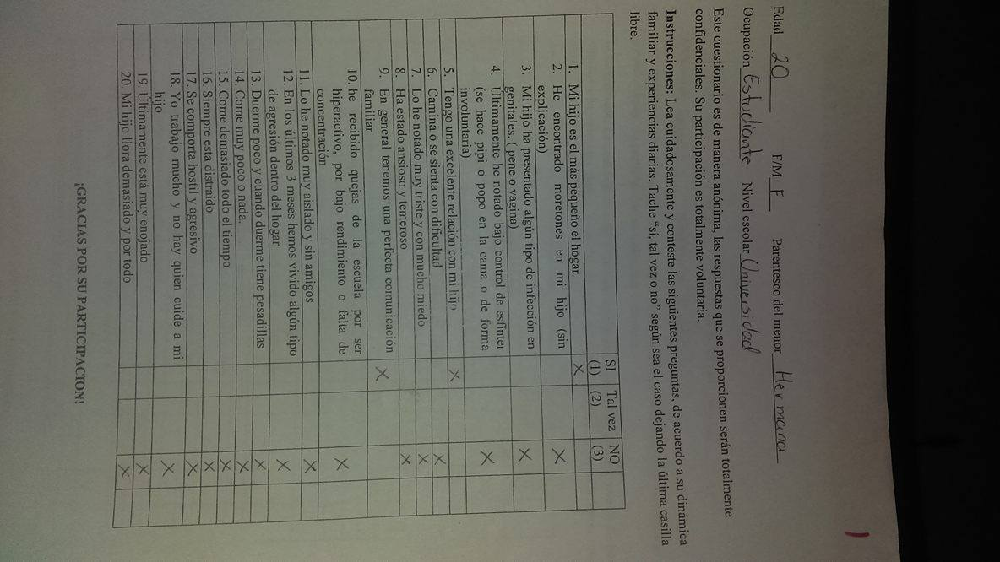 1
Edad 20 F/M F Parentesco del menor Hermana
Ocupación Estudiante Nivel escolar Universidad
Este cuestionario es de manera anónima, las respuestas que se proporcionen serán totalmente
confidenciales. Su participación es totalmente voluntaria.
Instrucciones: Lea cuidadosamente y conteste las siguientes preguntas, de acuerdo a su dinámica
familiar y experiencias diarias. Tache “sí, tal vez o no” según sea el caso dejando la última casilla
libre.
SI Tal vez NO
(1) (2) (3)
1. Mi hijo es el más pequeño el hogar. X
2. He encontrado moretones en mi hijo (sin
explicación) X
3. Mi hijo ha presentado algún tipo de infección en
genitales. ( pene o vagina) X
4. Últimamente he notado bajo control de esfínter
(se hace pipi o popo en la cama o de forma
involuntaria) X
5. Tengo una excelente relación con mi hijo X
6. Camina o se sienta con dificultad X
7. Lo he notado muy triste y con mucho miedo X
8. Ha estado ansioso y temeroso X
9. En general tenemos una perfecta comunicación
familiar X
10. he recibido quejas de la escuela por ser
hiperactivo, por bajo rendimiento o falta de
concentración X
11. Lo he notado muy aislado y sin amigos X
12. En los últimos 3 meses hemos vivido algún tipo
de agresión dentro del hogar X
13. Duerme poco y cuando duerme tiene pesadillas X
14. Come muy poco o nada. X
15. Come demasiado todo el tiempo X
16. Siempre esta distraído X
17. Se comporta hostil y agresivo X
18. Yo trabajo mucho y no hay quien cuide a mi
hijo X
19. Últimamente está muy enojado X
20. Mi hijo llora demasiado y por todo X
¡GRACIAS POR SU PARTICIPACION!